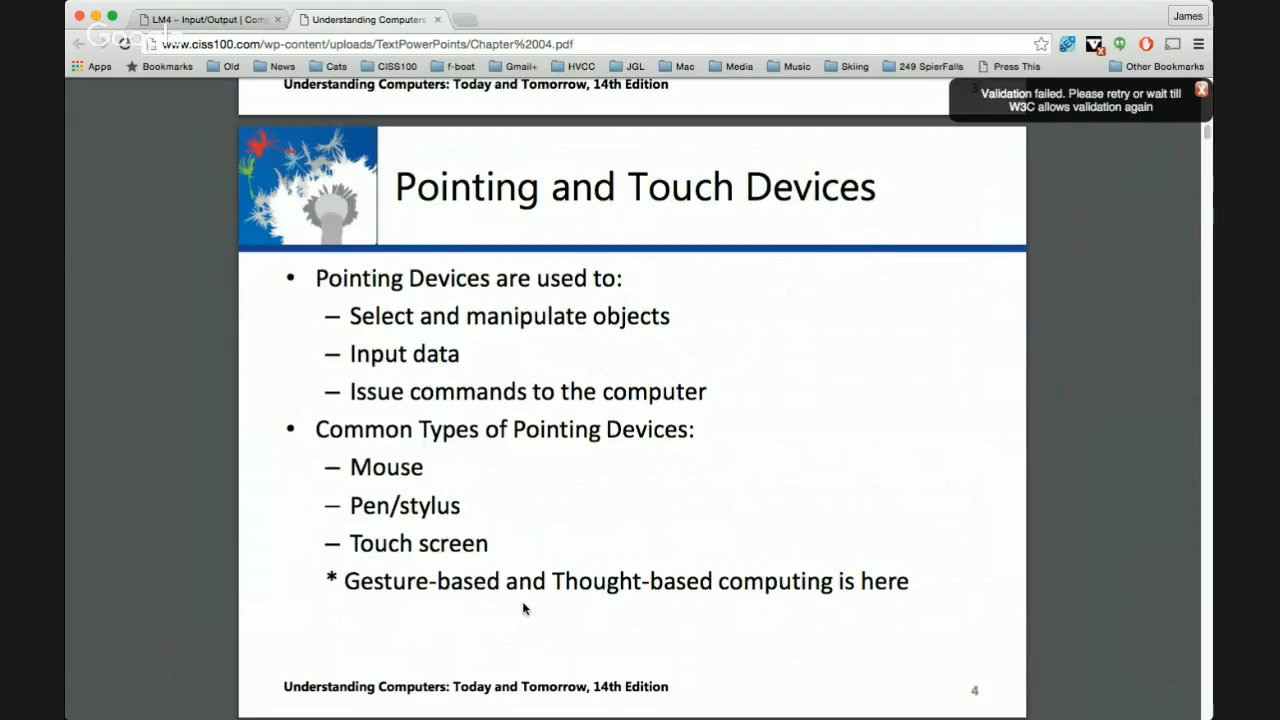 LM4 – Input/Output | Com
Understanding Computers:
James
Google
www.ciss100.com/wp-content/uploads/TextPowerPoints/Chapter%2004.pdf
Apps Bookmarks Old News Cats CISS100 f-boat Gmail+ HVCC JGL Mac Media Music Skiing 249 SpierFalls Press This Other Bookmarks
Understanding Computers: Today and Tomorrow, 14th Edition
Validation failed. Please retry or wait till
W3C allows validation again
Pointing and Touch Devices
• Pointing Devices are used to:
– Select and manipulate objects
– Input data
– Issue commands to the computer
• Common Types of Pointing Devices:
– Mouse
– Pen/stylus
– Touch screen
* Gesture-based and Thought-based computing is here
Understanding Computers: Today and Tomorrow, 14th Edition
4